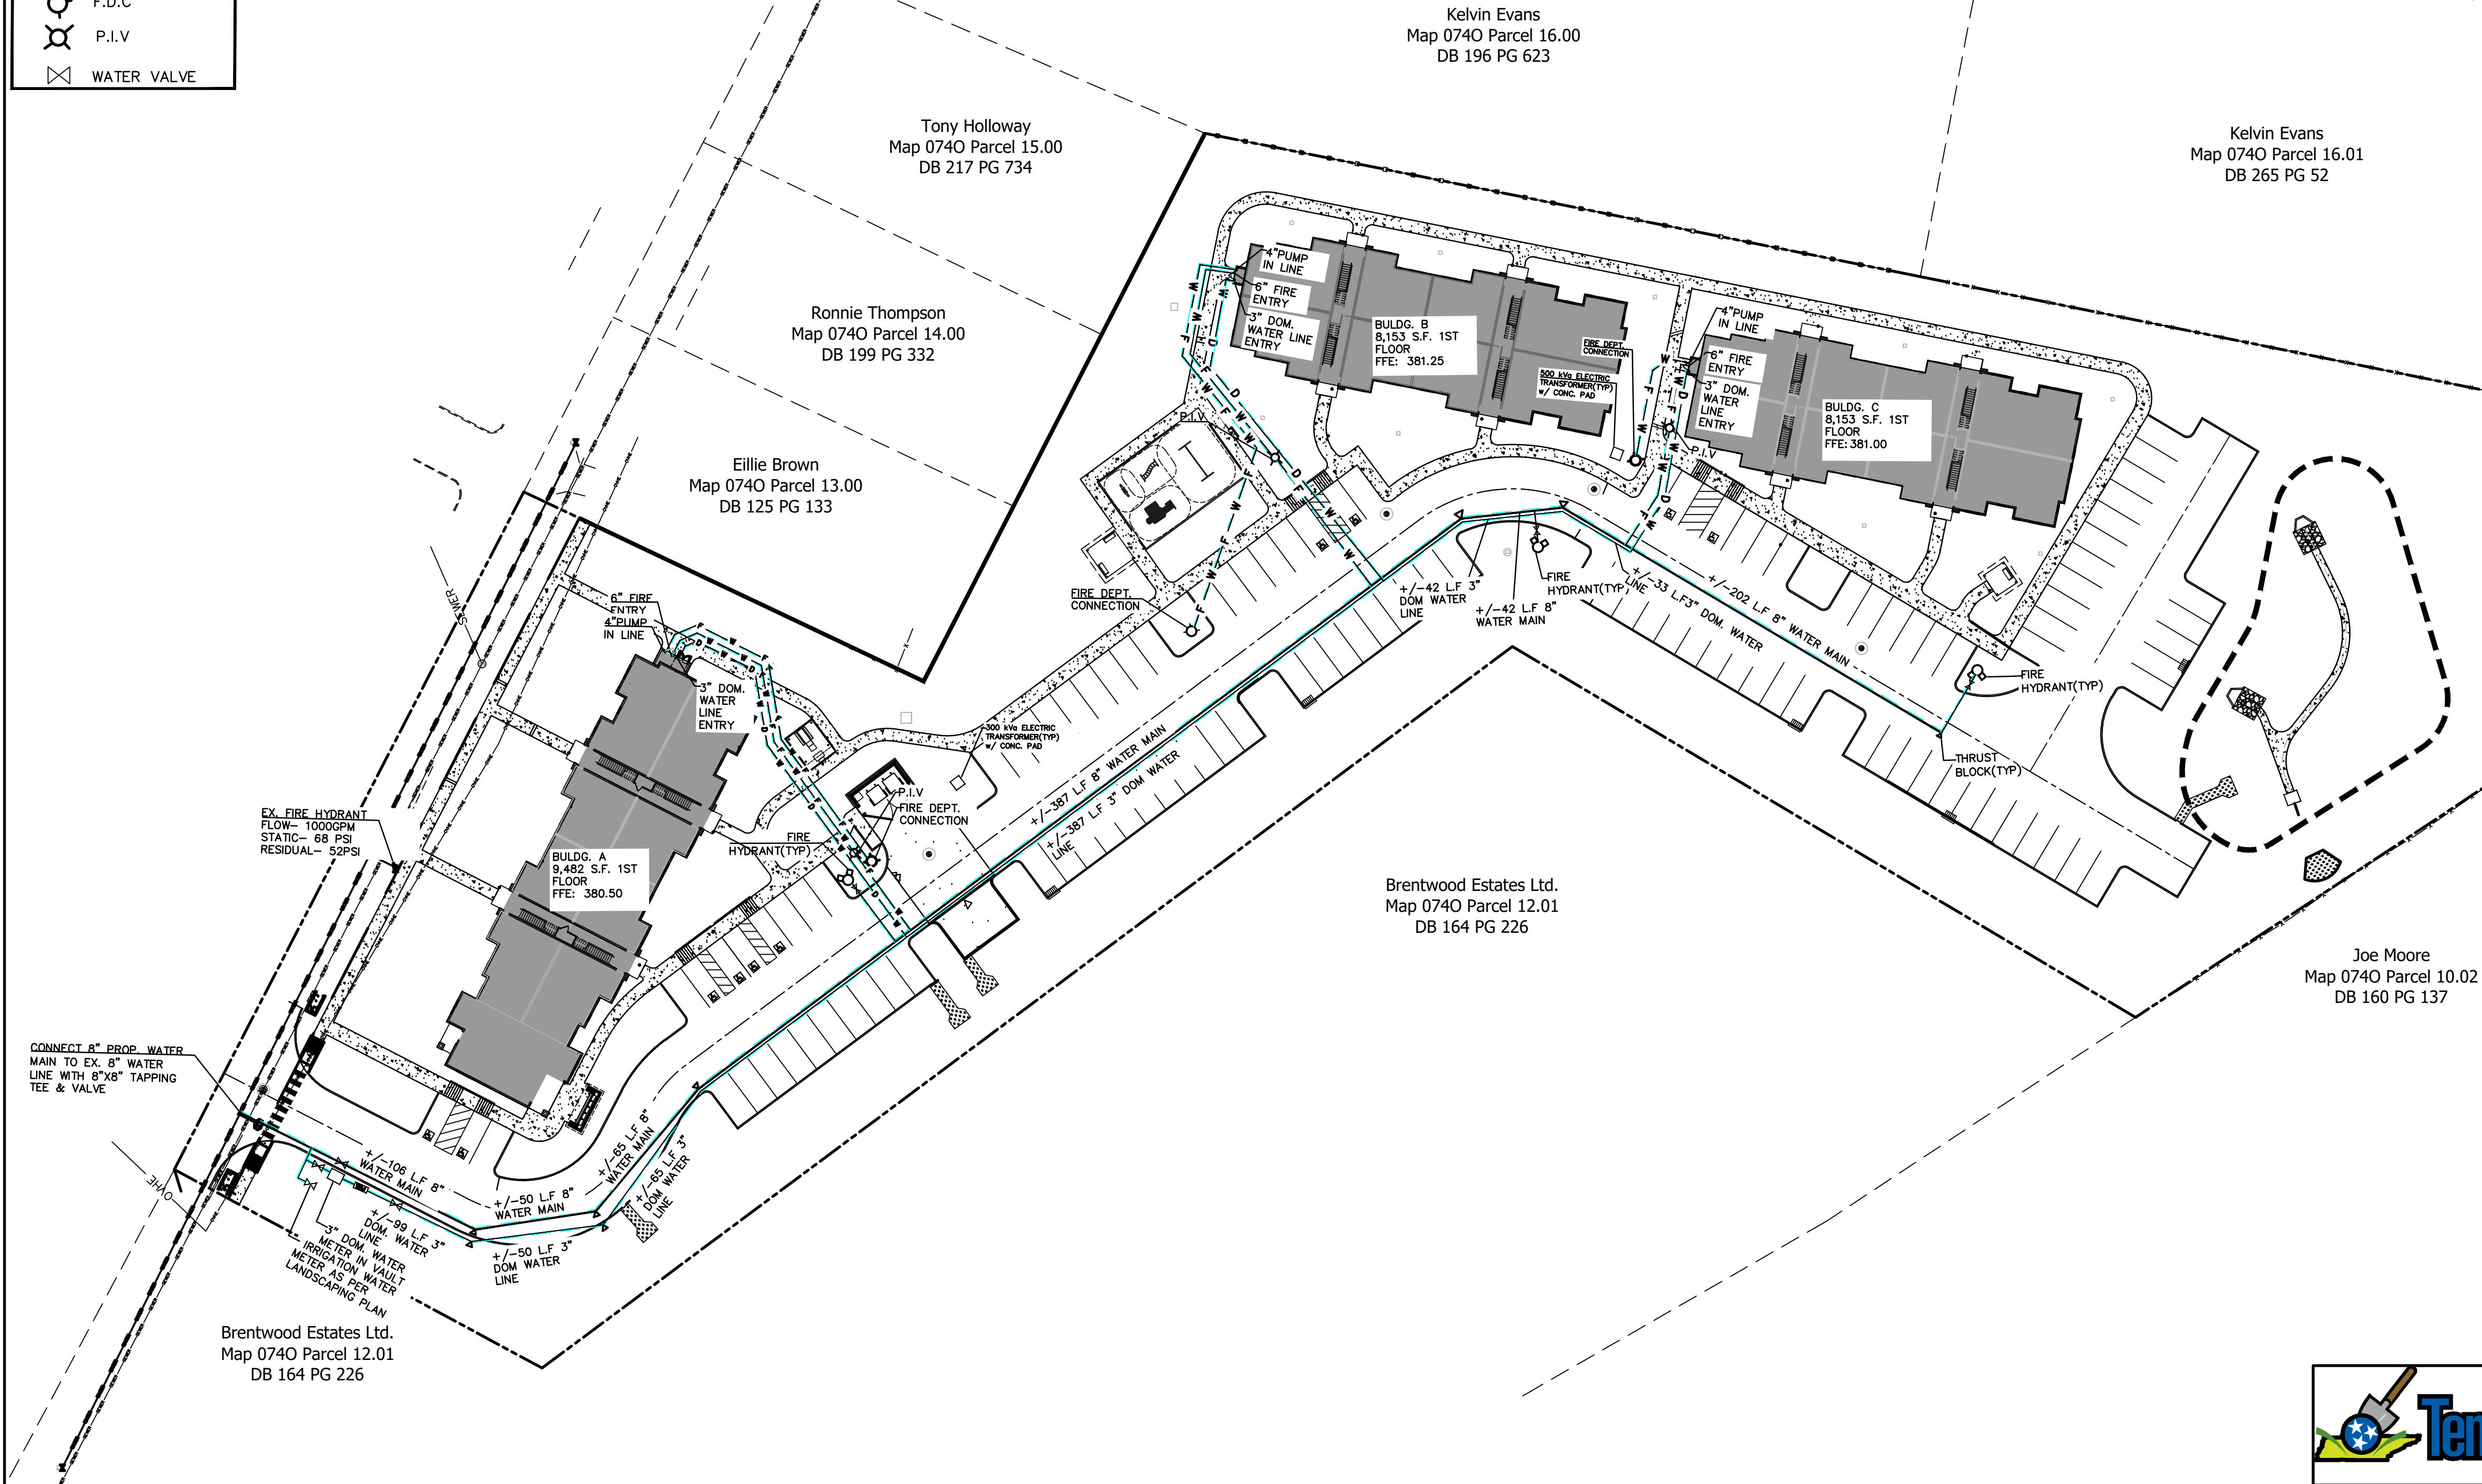 F.D.C
P.I.V
WATER VALVE
Kelvin Evans
Map 074O Parcel 16.00
DB 196 PG 623
Tony Holloway
Map 074O Parcel 15.00
DB 217 PG 734
Kelvin Evans
Map 074O Parcel 16.01
DB 265 PG 52
Ronnie Thompson
Map 074O Parcel 14.00
DB 199 PG 332
Eillie Brown
Map 074O Parcel 13.00
DB 125 PG 133
4"PUMP
IN LINE
6" FIRE
ENTRY
3" DOM.
WATER LINE
ENTRY
BULDG. B
8,153 S.F. 1ST
FLOOR
FFE: 381.25
FIRE DEPT.
CONNECTION
500 kVa ELECTRIC
TRANSFORMER(TYP)
w/ CONC. PAD
4"PUMP
IN LINE
6" FIRE
ENTRY
3" DOM.
WATER
LINE
ENTRY
BULDG. C
8,153 S.F. 1ST
FLOOR
FFE: 381.00
P.I.V
P.I.V
SEWER
6" FIRE
ENTRY
4"PUMP
IN LINE
3" DOM.
WATER
LINE
ENTRY
FIRE DEPT.
CONNECTION
+/-42 L.F 3"
DOM WATER
LINE
+/-42 L.F 8"
WATER MAIN
FIRE
HYDRANT(TYP)
+/-33 L.F3" DOM. WATER
LINE
+/-202 L.F 8" WATER MAIN
FIRE
HYDRANT(TYP)
THRUST
BLOCK(TYP)
300 kVa ELECTRIC
TRANSFORMER(TYP)
w/ CONC. PAD
+/-387 L.F 8" WATER MAIN
+/-387 L.F 3" DOM WATER
LINE
P.I.V
FIRE DEPT.
CONNECTION
FIRE
HYDRANT(TYP)
EX. FIRE HYDRANT
FLOW- 1000GPM
STATIC- 68 PSI
RESIDUAL- 52PSI
BULDG. A
9,482 S.F. 1ST
FLOOR
FFE: 380.50
Brentwood Estates Ltd.
Map 074O Parcel 12.01
DB 164 PG 226
Joe Moore
Map 074O Parcel 10.02
DB 160 PG 137
CONNECT 8" PROP. WATER
MAIN TO EX. 8" WATER
LINE WITH 8"X8" TAPPING
TEE & VALVE
OVHE
+/-106 L.F 8"
WATER MAIN
+/-50 L.F 8"
WATER MAIN
+/-65 L.F 8"
WATER MAIN
+/-65 L.F 3"
DOM WATER
LINE
+/-99 L.F 3"
DOM. WATER
LINE
3" DOM. WATER
METER IN VAULT
IRRIGATION WATER
METER AS PER
LANDSCAPING PLAN
+/-50 L.F 3"
DOM WATER
LINE
Brentwood Estates Ltd.
Map 074O Parcel 12.01
DB 164 PG 226